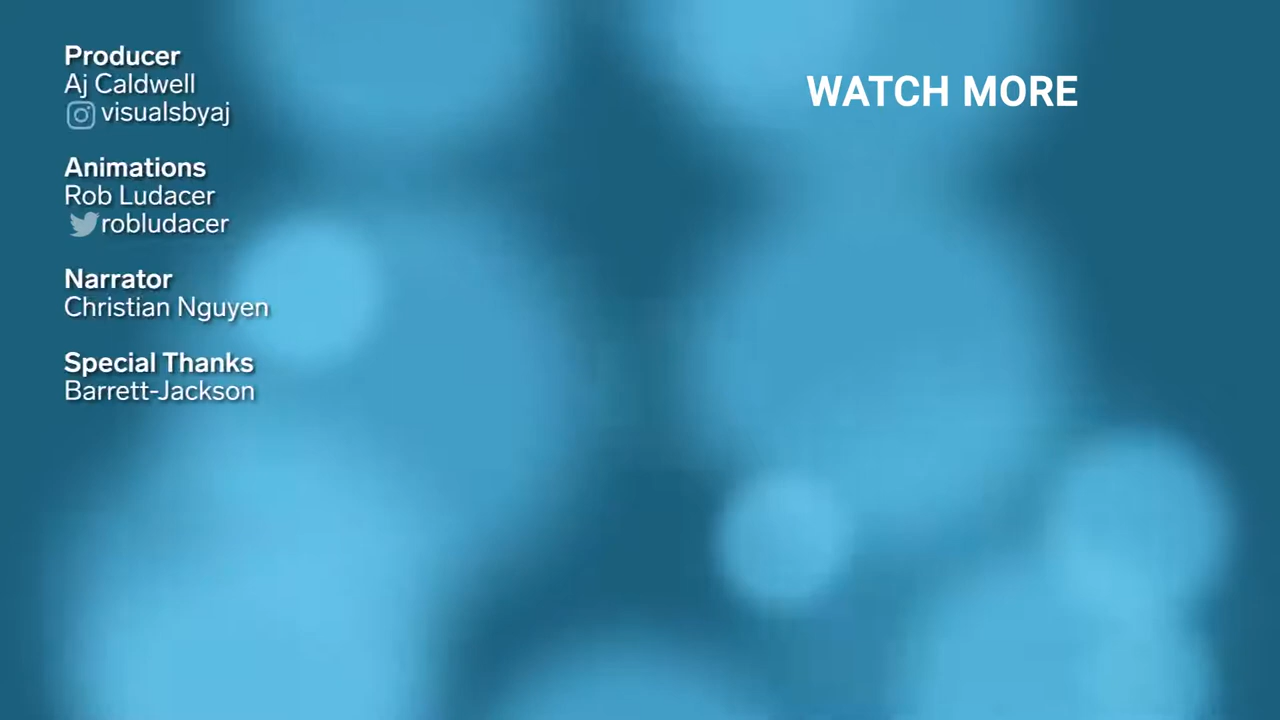 Producer
Aj Caldwell
visualsbyaj
Animations
Rob Ludacer
robludacer
Narrator
Christian Nguyen
Special Thanks
Barrett-Jackson
WATCH MORE